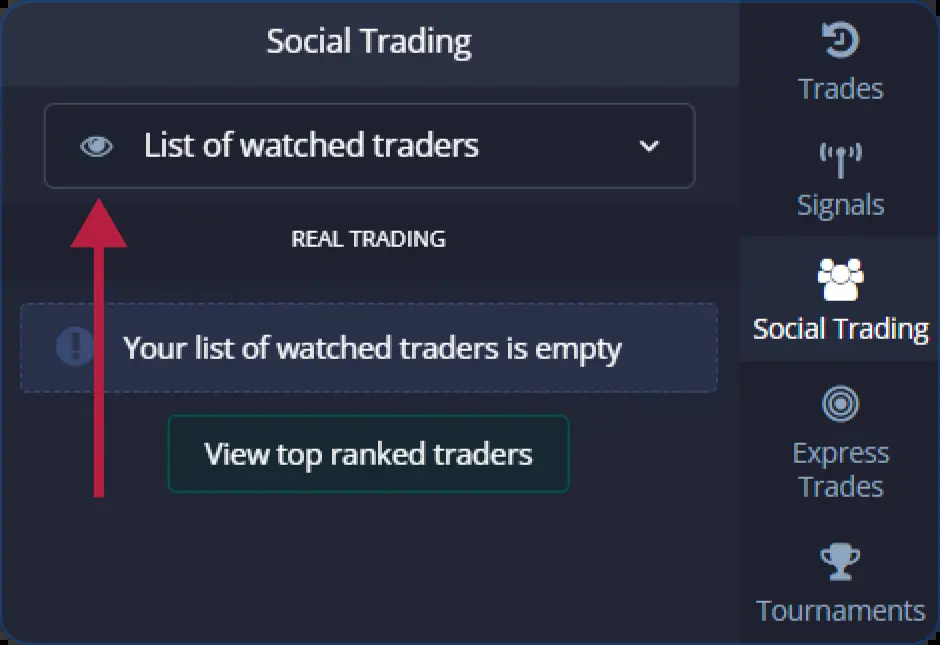 Social Trading
List of watched traders
REAL TRADING
Your list of watched traders is empty
View top ranked traders
Trades
Signals
Social Trading
Express
Trades
Tournaments